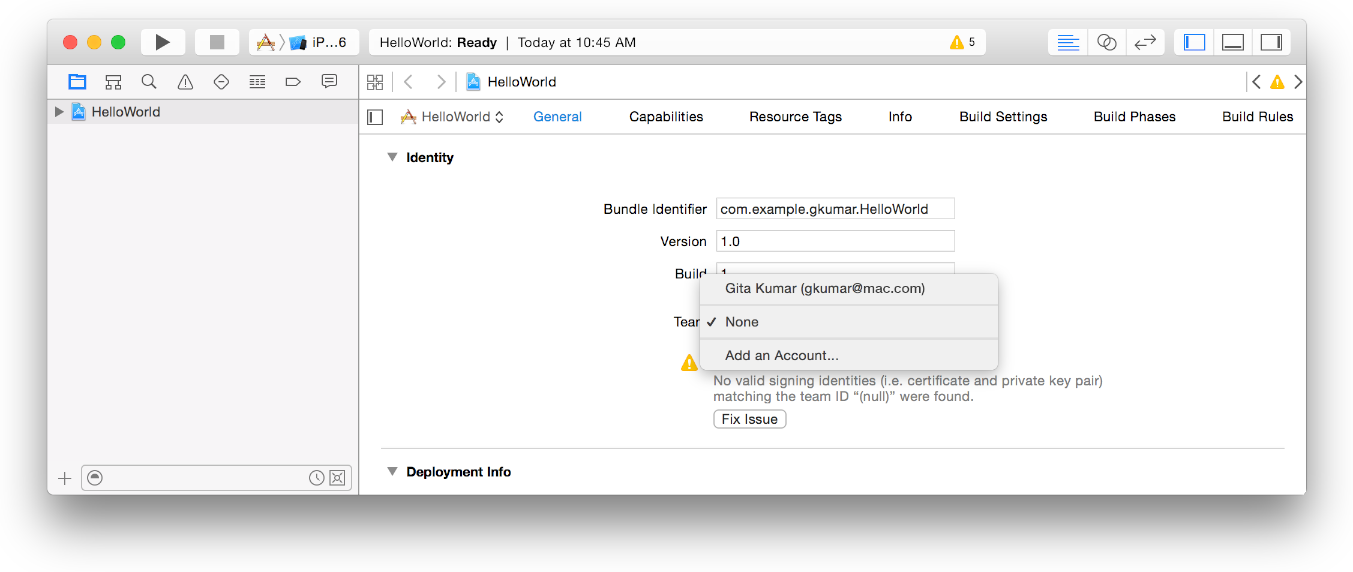 iP...6
HelloWorld: Ready | Today at 10:45 AM
5
HelloWorld
HelloWorld
HelloWorld
General
Capabilities
Resource Tags
Info
Build Settings
Build Phases
Build Rules
Identity
Bundle Identifier com.example.gkumar.HelloWorld
Version 1.0
Build 1
Gita Kumar (gkumar@mac.com)
✓ None
Add an Account...
No valid signing identities (i.e. certificate and private key pair)
matching the team ID “(null)” were found.
Fix Issue
Deployment Info